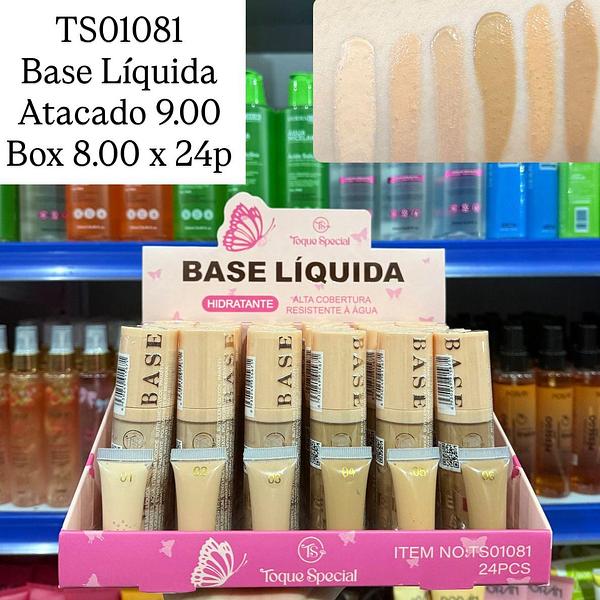 TS01081
Base Líquida
Atacado 9.00
Box 8.00 x 24p
TS
Toque Special
BASE LÍQUIDA
HIDRATANTE
ALTA COBERTURA
RESISTENTE À ÁGUA
BASE
BASE
BASE
BASE
BASE
BASE
01
02
03
04
05
06
TS
Toque Special
ITEM NO:TS01081
24PCS